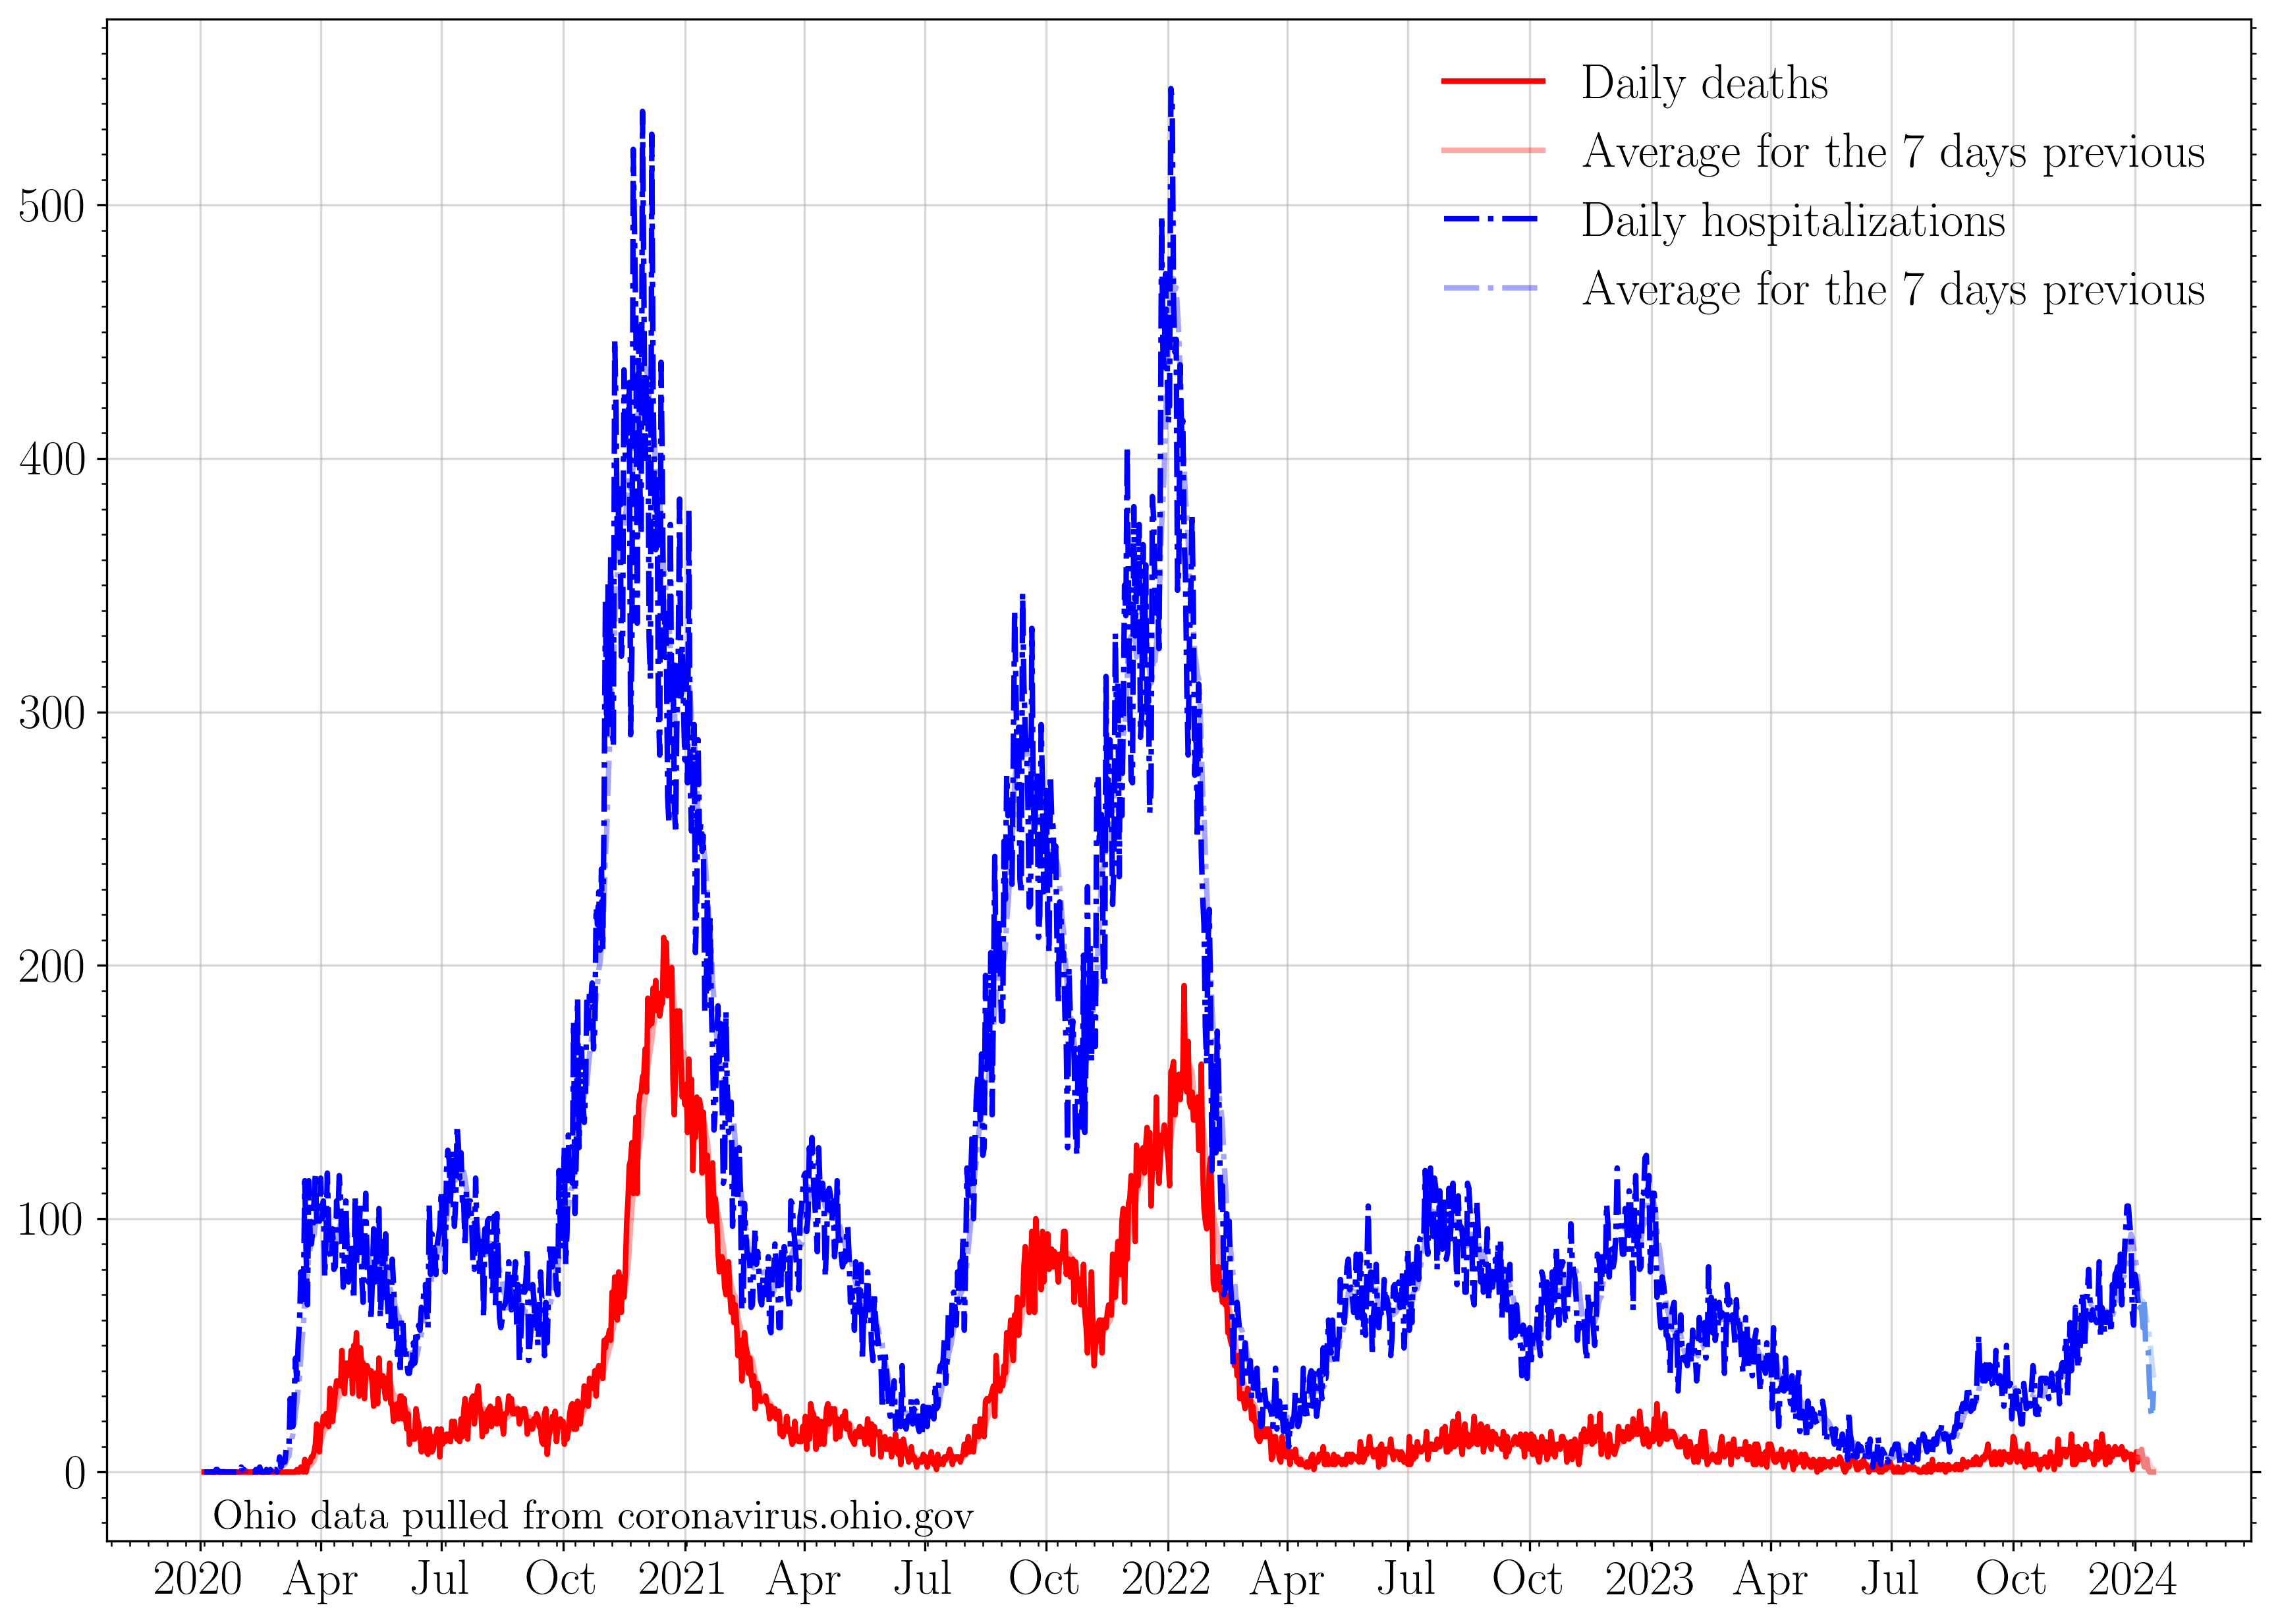 Daily deaths
Average for the 7 days previous
Daily hospitalizations
Average for the 7 days previous
500
400
300
200
100
0
Ohio data pulled from coronavirus.ohio.gov
2020 Apr Jul Oct 2021 Apr Jul Oct 2022 Apr Jul Oct 2023 Apr Jul Oct 2024